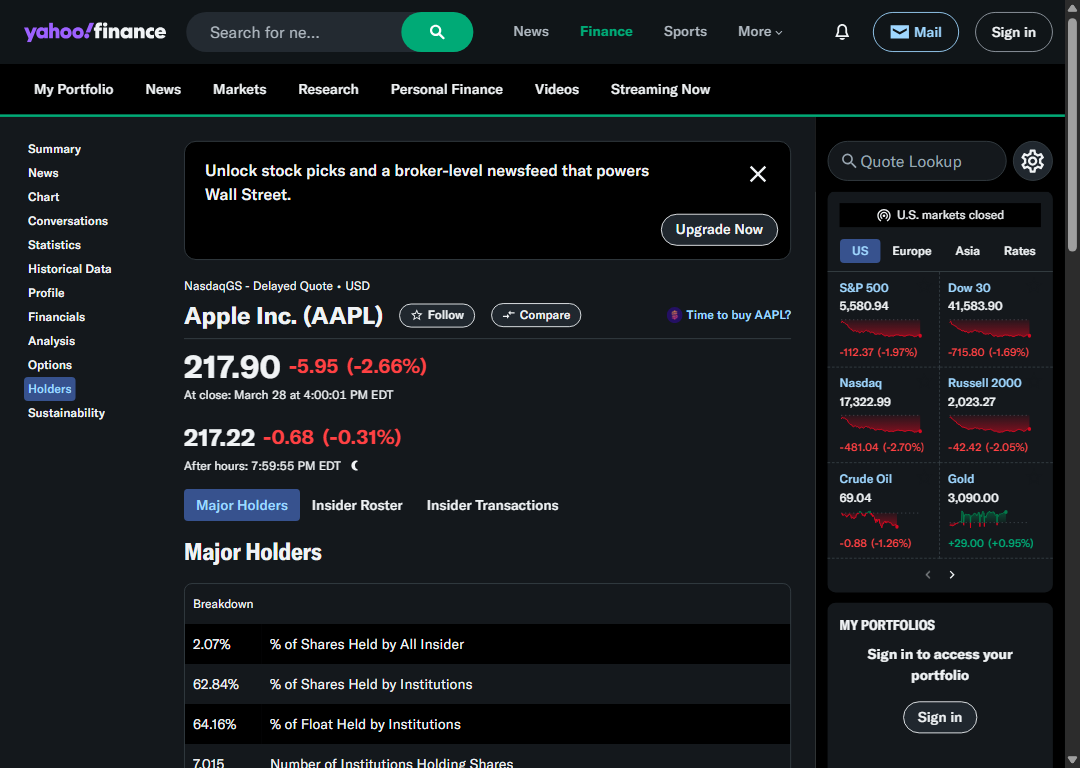 yahoo!finance
Search for ne...
News
Finance
Sports
More
Mail
Sign in
My Portfolio
News
Markets
Research
Personal Finance
Videos
Streaming Now
Summary
News
Chart
Conversations
Statistics
Historical Data
Profile
Financials
Analysis
Options
Holders
Sustainability
Unlock stock picks and a broker-level newsfeed that powers
Wall Street.
Upgrade Now
NasdaqGS - Delayed Quote • USD
Apple Inc. (AAPL)
Follow
Compare
Time to buy AAPL?
217.90 -5.95 (-2.66%)
At close: March 28 at 4:00:01 PM EDT
217.22 -0.68 (-0.31%)
After hours: 7:59:55 PM EDT
Major Holders
Insider Roster
Insider Transactions
Major Holders
Breakdown
2.07% % of Shares Held by All Insider
62.84% % of Shares Held by Institutions
64.16% % of Float Held by Institutions
7,015 Number of Institutions Holding Shares
Quote Lookup
U.S. markets closed
US
Europe
Asia
Rates
S&P 500
5,580.94
-112.37 (-1.97%)
Dow 30
41,583.90
-715.80 (-1.69%)
Nasdaq
17,322.99
-481.04 (-2.70%)
Russell 2000
2,023.27
-42.42 (-2.05%)
Crude Oil
69.04
-0.88 (-1.26%)
Gold
3,090.00
+29.00 (+0.95%)
MY PORTFOLIOS
Sign in to access your
portfolio
Sign in